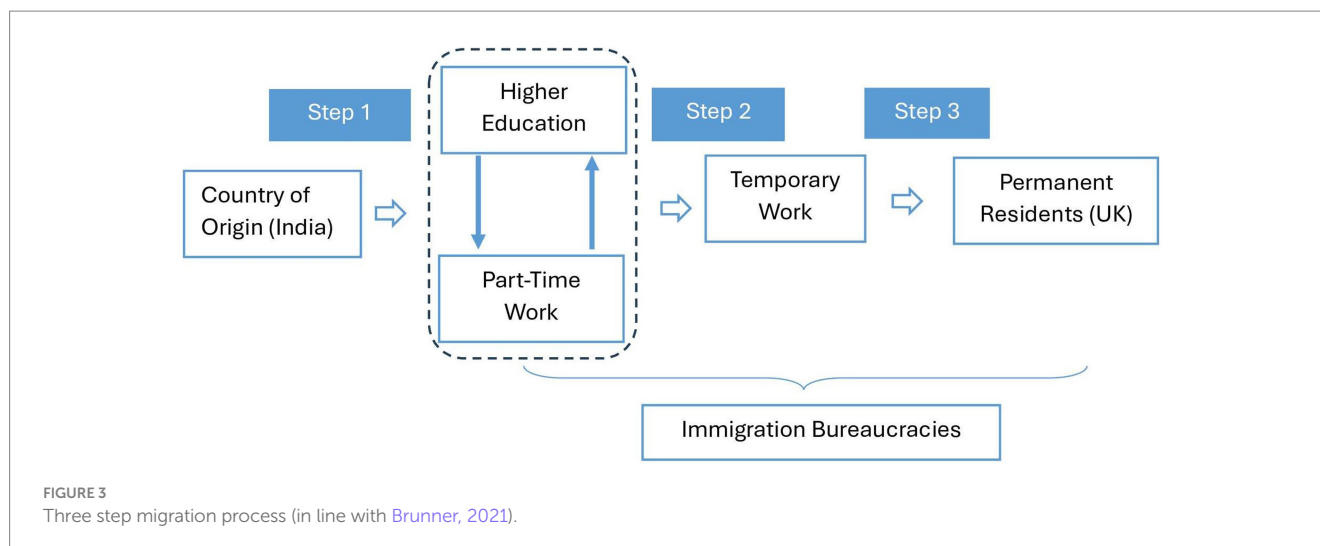 Step 1
Higher
Education
Step 2
Step 3
Country of
Origin (India)
Temporary
Work
Permanent
Residents (UK)
Part-Time
Work
Immigration Bureaucracies
FIGURE 3
Three step migration process (in line with Brunner, 2021).